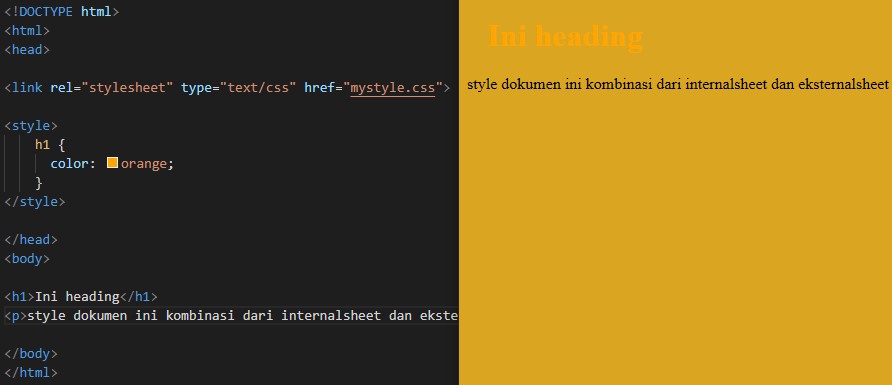 <!DOCTYPE html>
<html>
<head>
<link rel="stylesheet" type="text/css" href="mystyle.css">
<style>
h1 {
color: orange;
}
</style>
</head>
<body>
<h1>Ini heading</h1>
<p>style dokumen ini kombinasi dari internalsheet dan ekste
</body>
</html>
Ini heading
style dokumen ini kombinasi dari internalsheet dan eksternalsheet